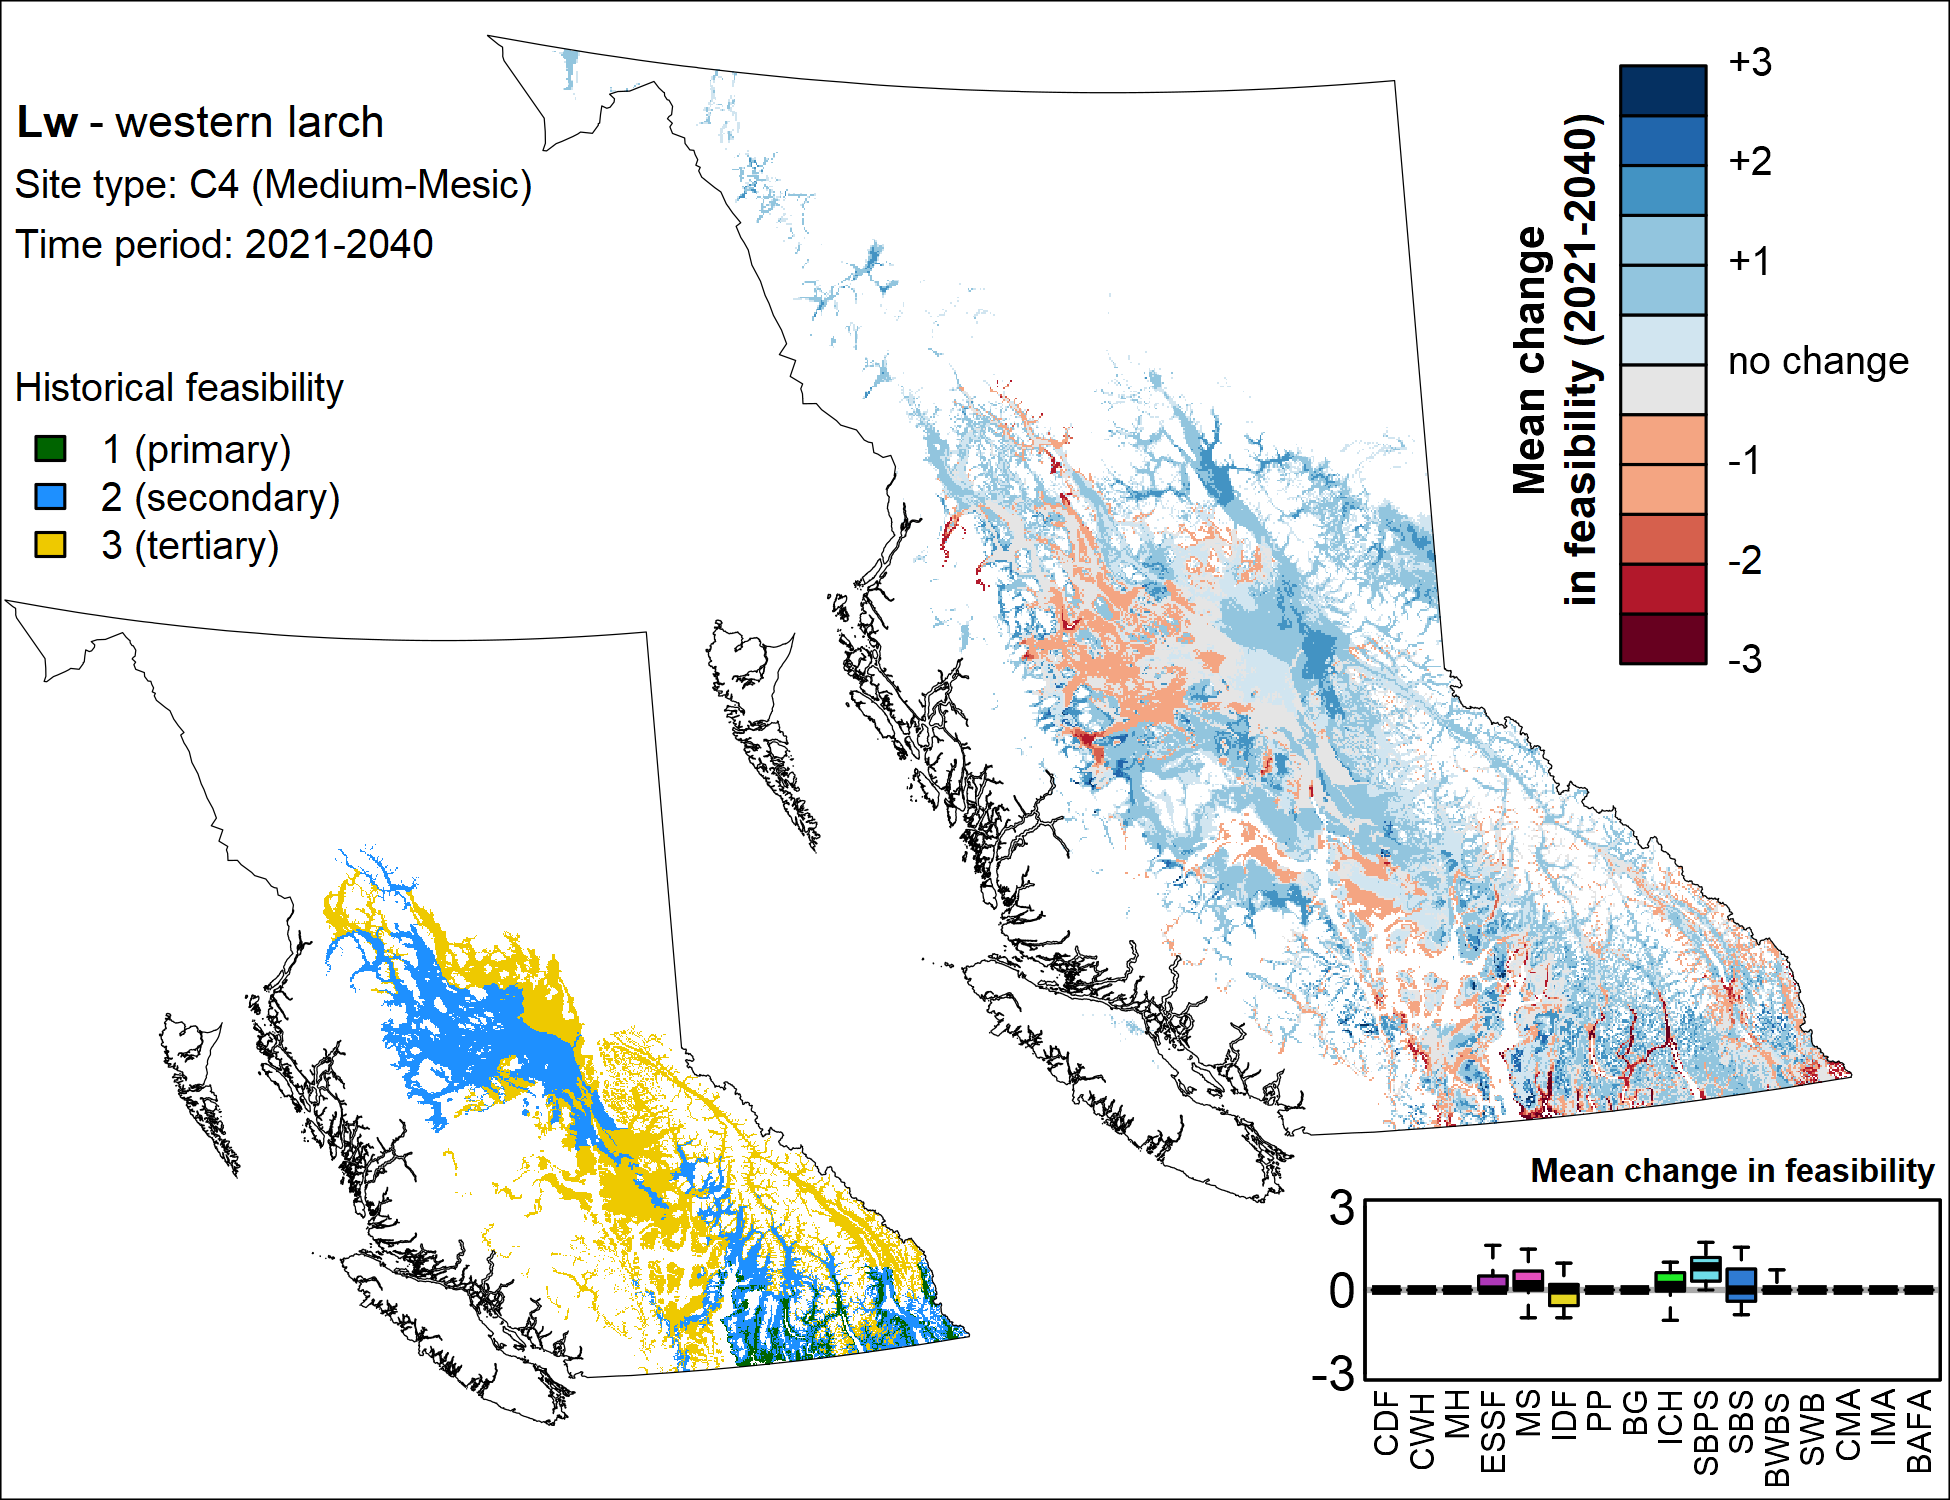 Lw - western larch
Site type: C4 (Medium-Mesic)
Time period: 2021-2040
Historical feasibility
1 (primary)
2 (secondary)
3 (tertiary)
Mean change
in feasibility (2021-2040)
+3
+2
+1
no change
-1
-2
-3
Mean change in feasibility
3
0
-3
CDF
CWH
MH
ESSF
MS
IDF
PP
BG
ICH
SBPS
SBS
BWBS
SWB
CMA
IMA
BAFA